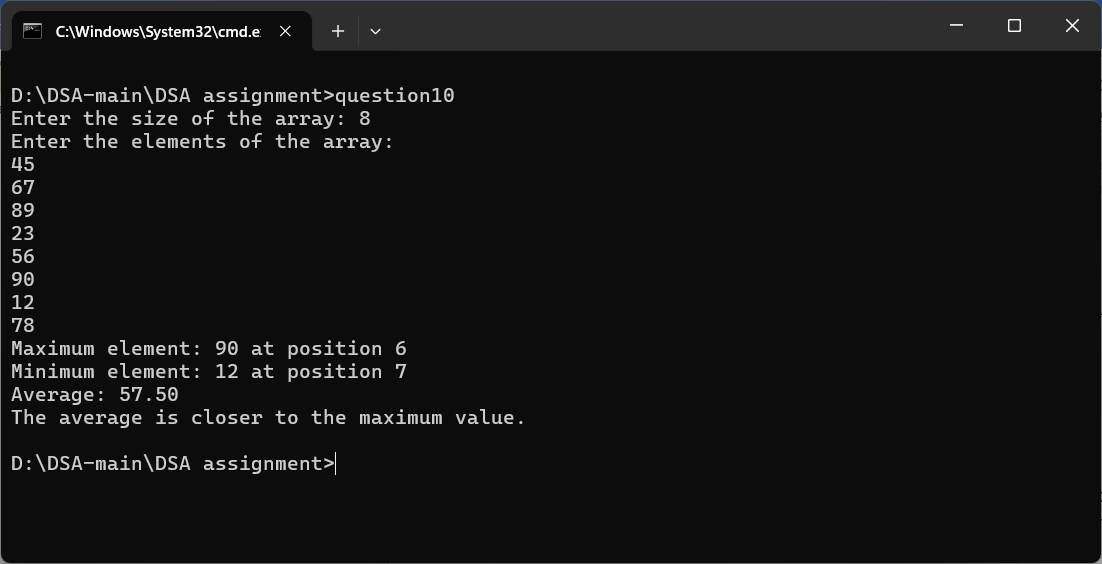 C:\Windows\System32\cmd.e
D:\DSA-main\DSA assignment>question10
Enter the size of the array: 8
Enter the elements of the array:
45
67
89
23
56
90
12
78
Maximum element: 90 at position 6
Minimum element: 12 at position 7
Average: 57.50
The average is closer to the maximum value.
D:\DSA-main\DSA assignment>